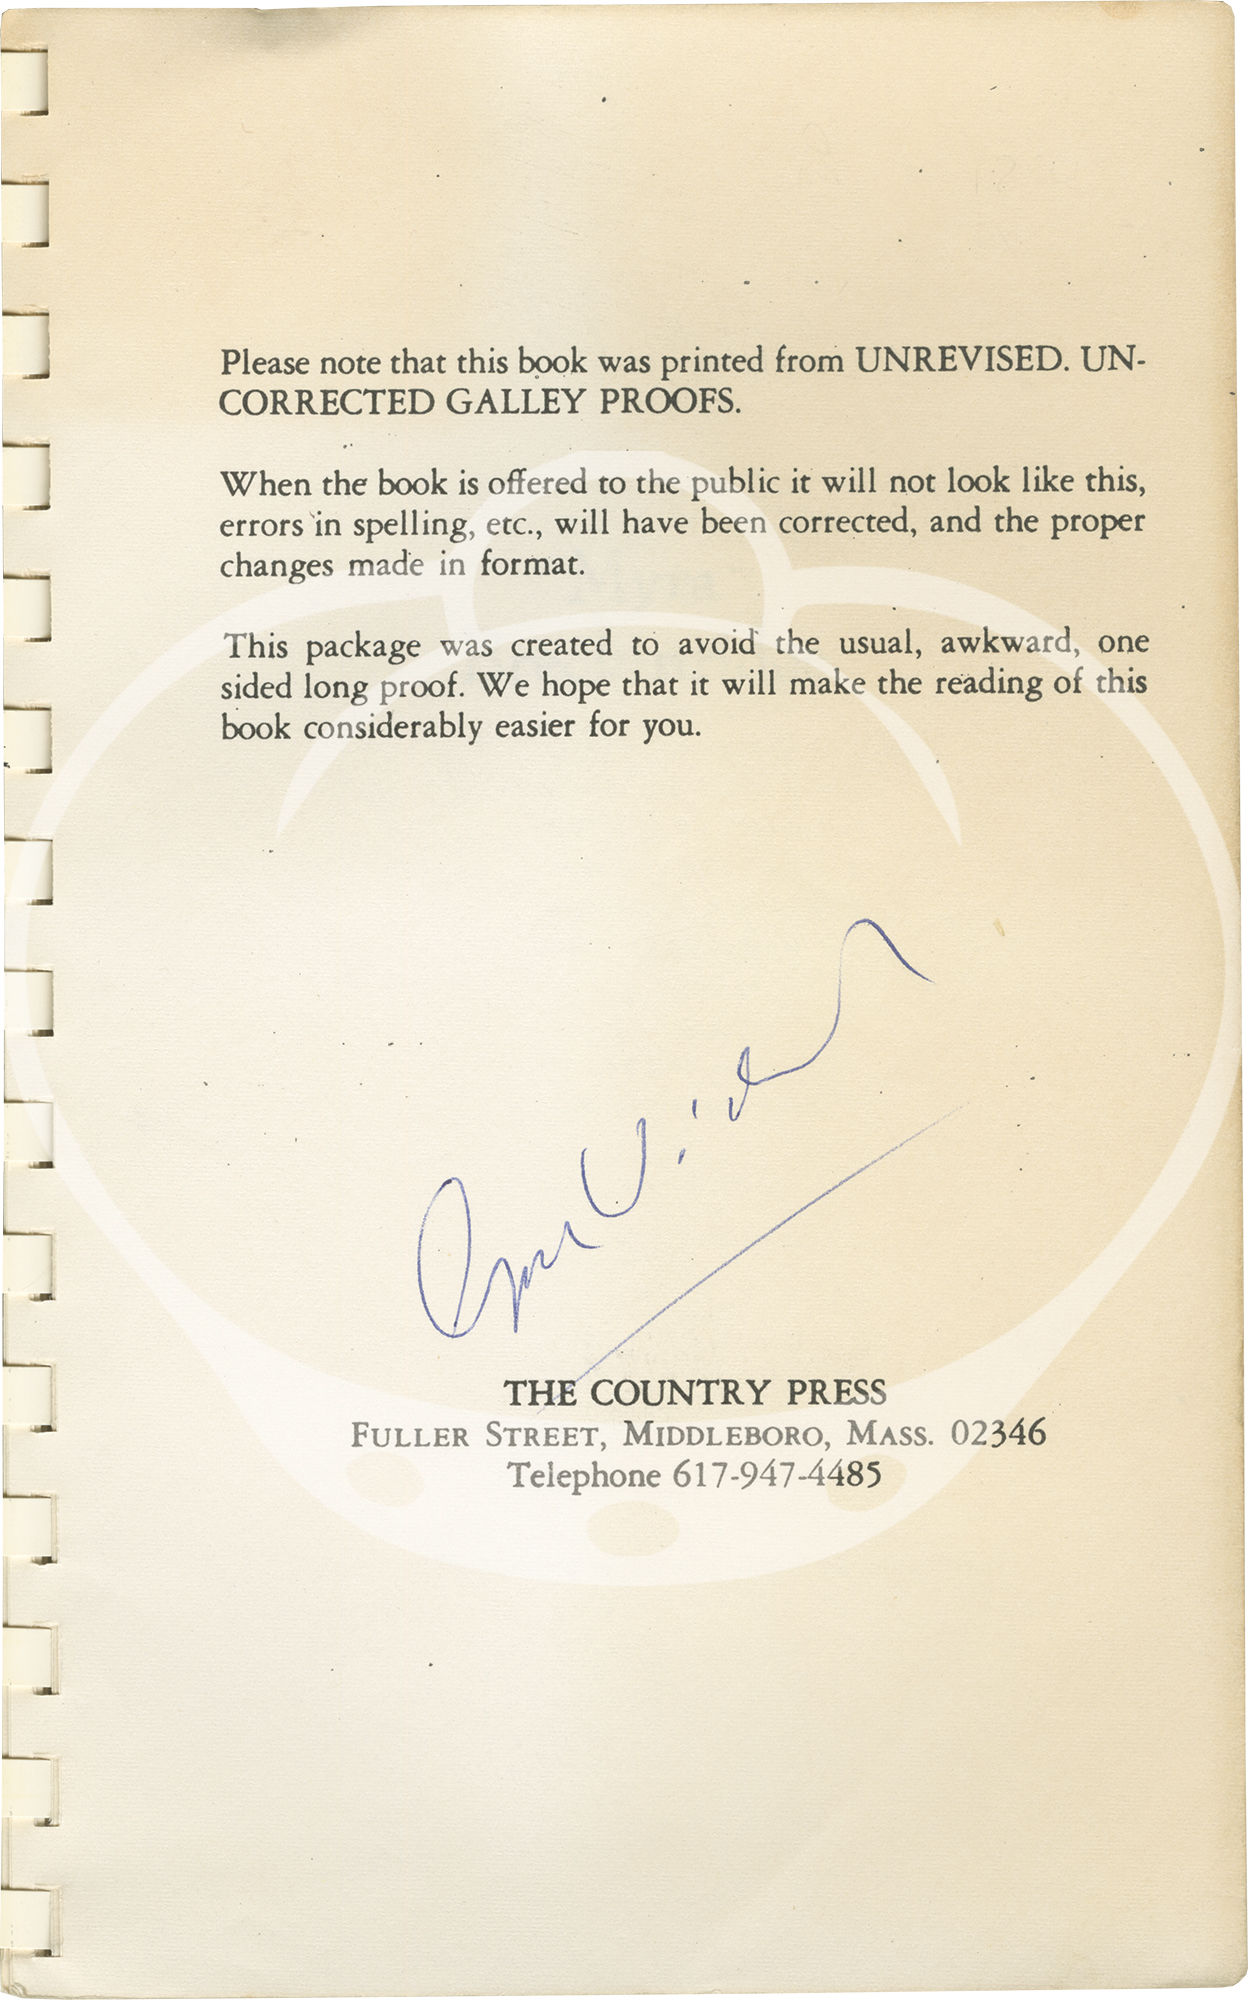 Please note that this book was printed from UNREVISED. UN-
CORRECTED GALLEY PROOFS.
When the book is offered to the public it will not look like this,
errors in spelling, etc., will have been corrected, and the proper
changes made in format.
This package was created to avoid the usual, awkward, one
sided long proof. We hope that it will make the reading of this
book considerably easier for you.
THE COUNTRY PRESS
FULLER STREET, MIDDLEBORO, MASS. 02346
Telephone 617-947-4485